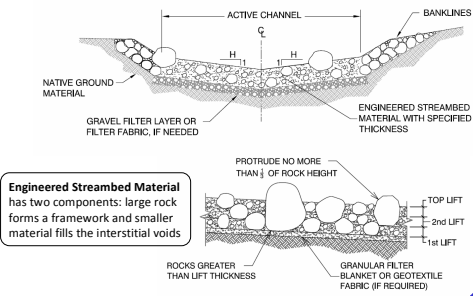 ACTIVE CHANNEL
BANKLINES
℄
H
1
1
H
NATIVE GROUND
MATERIAL
GRAVEL FILTER LAYER OR
FILTER FABRIC, IF NEEDED
ENGINEERED STREAMBED
MATERIAL WITH SPECIFIED
THICKNESS
PROTRUDE NO MORE
THAN 1/3 OF ROCK HEIGHT
Engineered Streambed Material
has two components: large rock
forms a framework and smaller
material fills the interstitial voids
TOP LIFT
2nd LIFT
1st LIFT
ROCKS GREATER
THAN LIFT THICKNESS
GRANULAR FILTER
BLANKET OR GEOTEXTILE
FABRIC (IF REQUIRED)